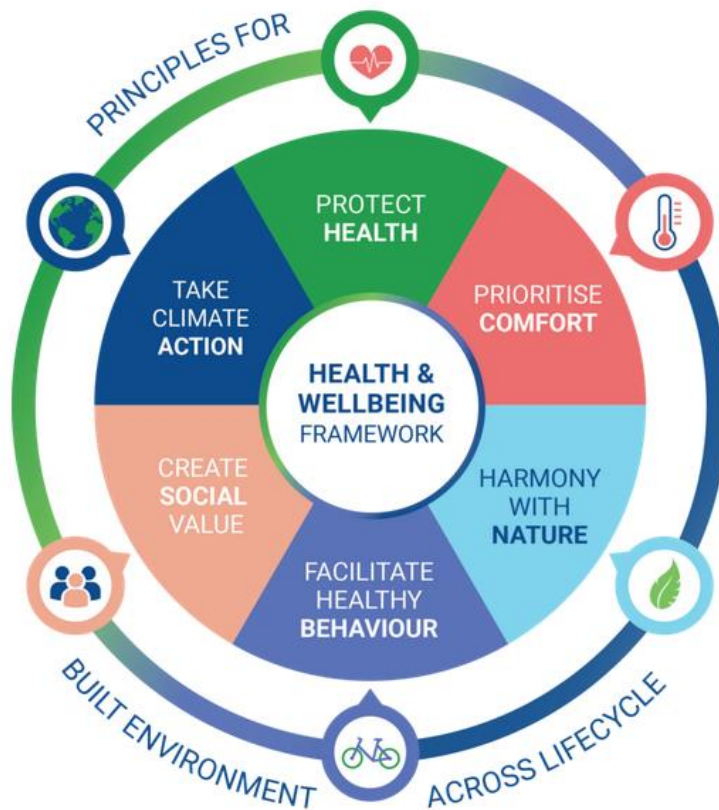 PRINCIPLES FOR
PROTECT
HEALTH
PRIORITISE
COMFORT
HARMONY
WITH
NATURE
FACILITATE
HEALTHY
BEHAVIOUR
CREATE
SOCIAL
VALUE
TAKE
CLIMATE
ACTION
HEALTH &
WELLBEING
FRAMEWORK
BUILT ENVIRONMENT
ACROSS LIFECYCLE